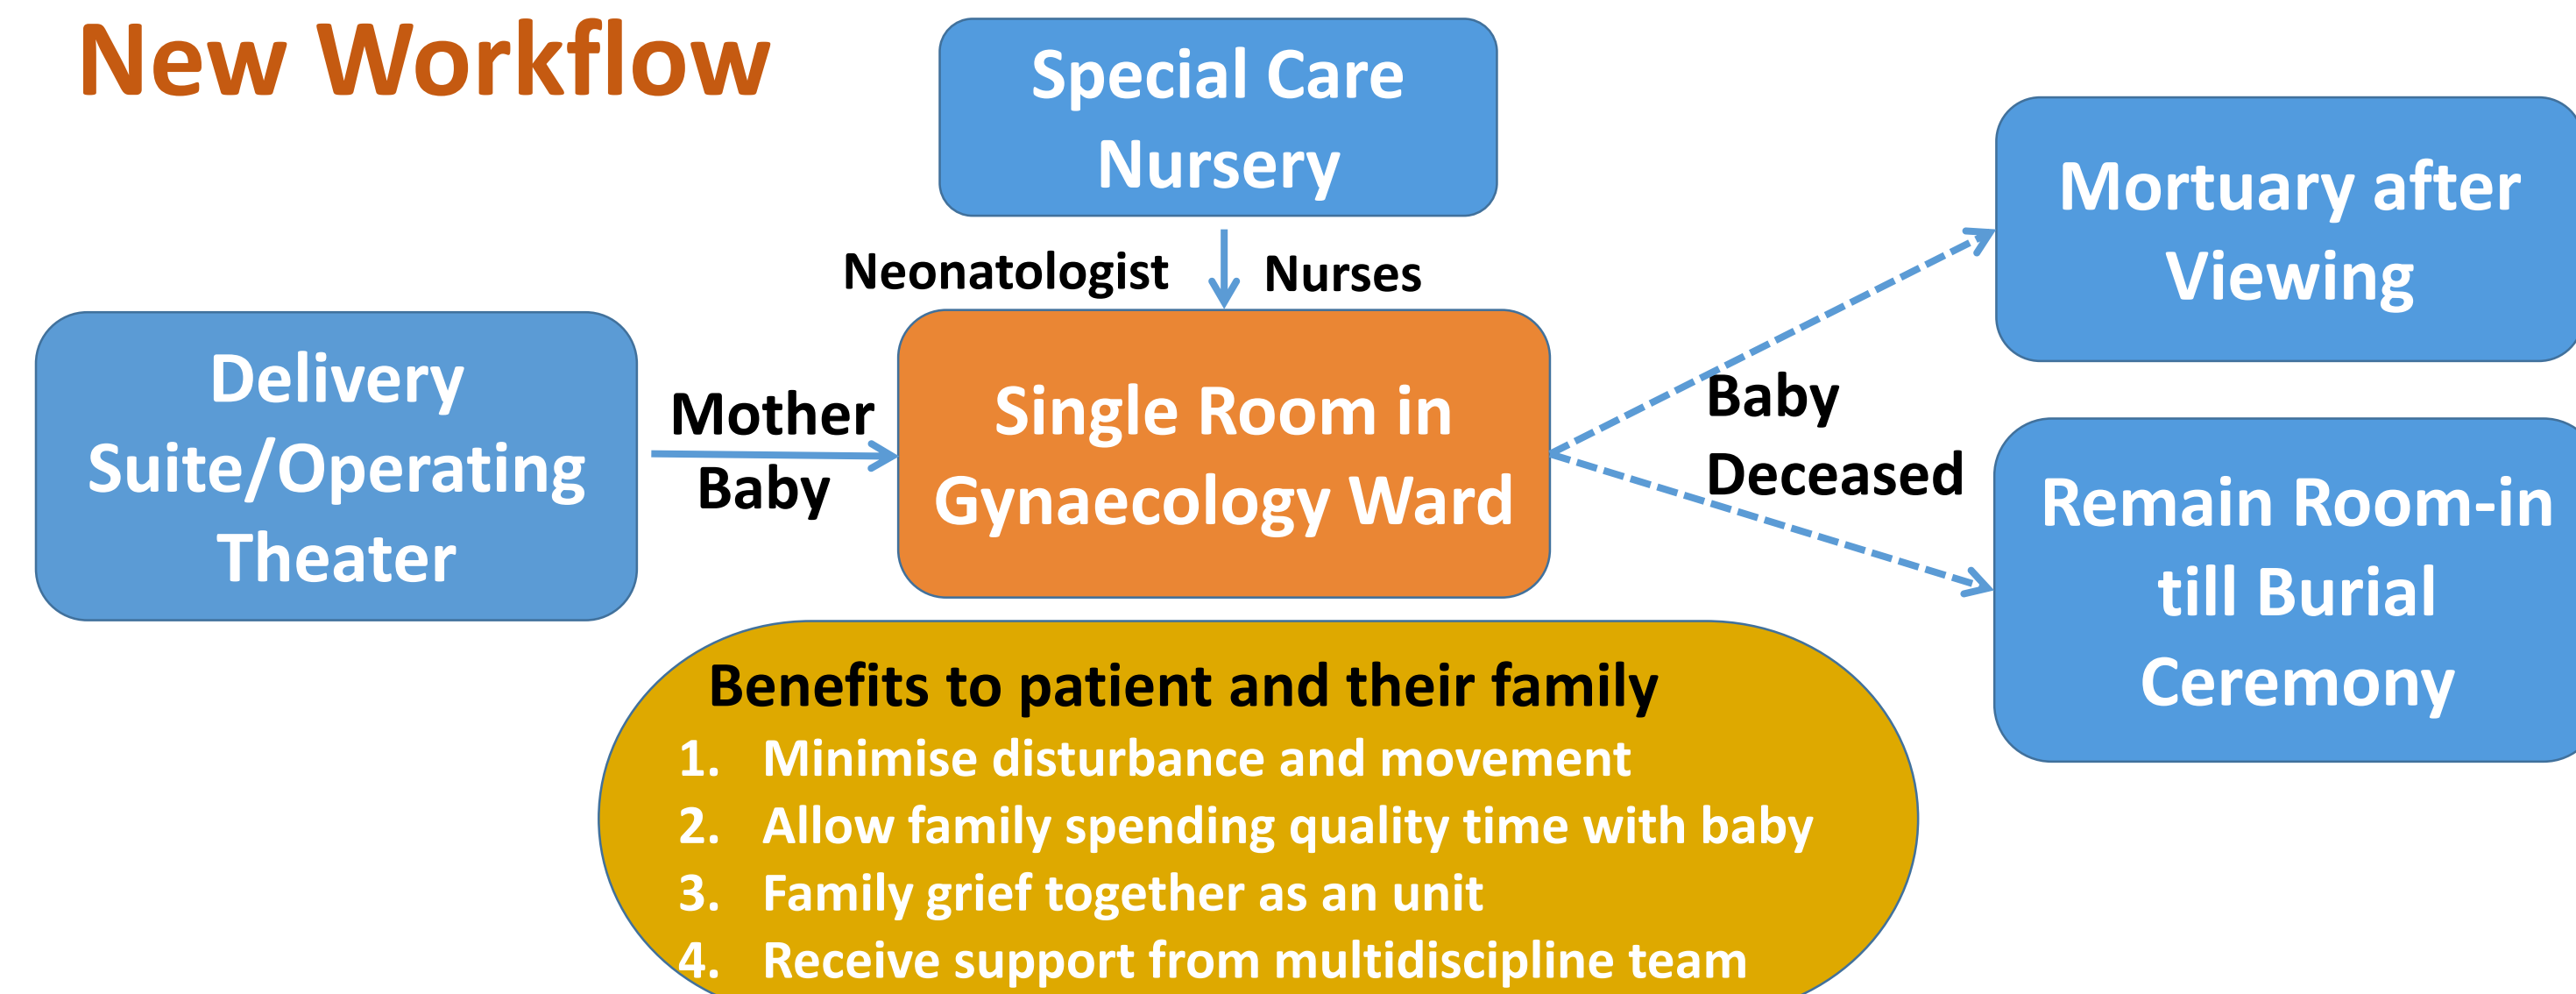 New Workflow
Special Care
Nursery
Neonatologist
Nurses
Delivery
Suite/Operating
Theater
Mother
Baby
Single Room in
Gynaecology Ward
Baby
Deceased
Mortuary after
Viewing
Remain Room-in
till Burial
Ceremony
Benefits to patient and their family
1. Minimise disturbance and movement
2. Allow family spending quality time with baby
3. Family grief together as an unit
4. Receive support from multidiscipline team